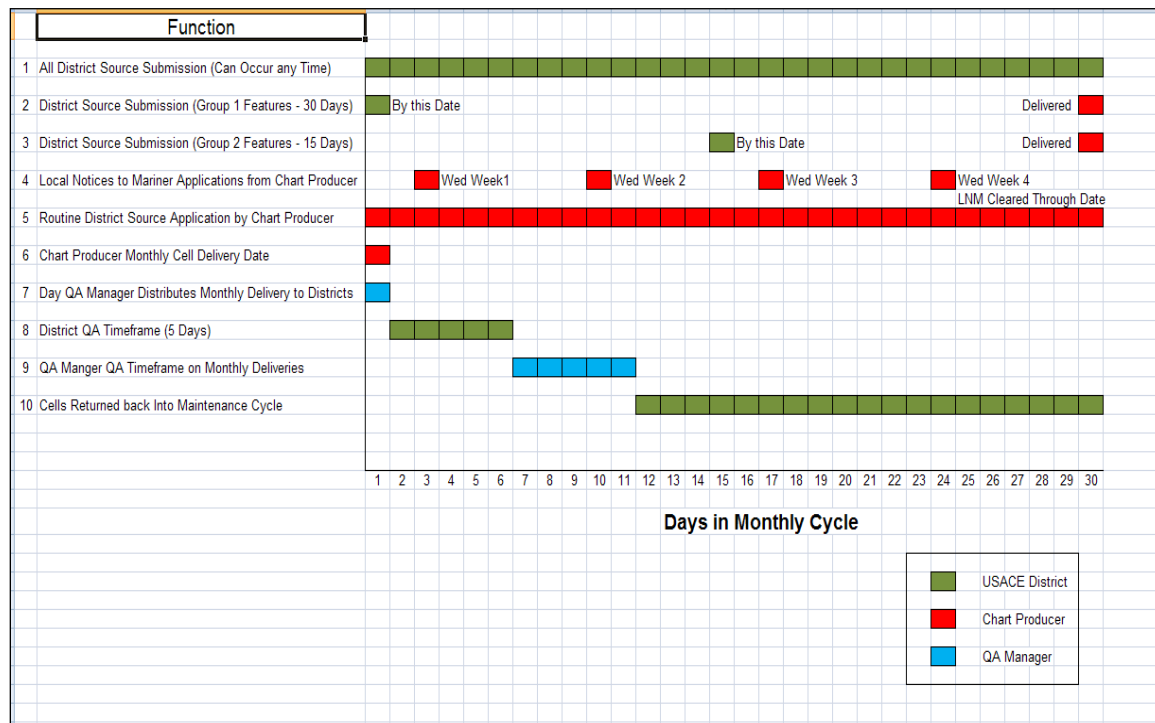 Function
1 All District Source Submission (Can Occur any Time)
2 District Source Submission (Group 1 Features - 30 Days) By this Date Delivered
3 District Source Submission (Group 2 Features - 15 Days) By this Date Delivered
4 Local Notices to Mariner Applications from Chart Producer Wed Week1 Wed Week 2 Wed Week 3 Wed Week 4
LNM Cleared Through Date
5 Routine District Source Application by Chart Producer
6 Chart Producer Monthly Cell Delivery Date
7 Day QA Manager Distributes Monthly Delivery to Districts
8 District QA Timeframe (5 Days)
9 QA Manger QA Timeframe on Monthly Deliveries
10 Cells Returned back Into Maintenance Cycle
1 2 3 4 5 6 7 8 9 10 11 12 13 14 15 16 17 18 19 20 21 22 23 24 25 26 27 28 29 30
Days in Monthly Cycle
USACE District
Chart Producer
QA Manager